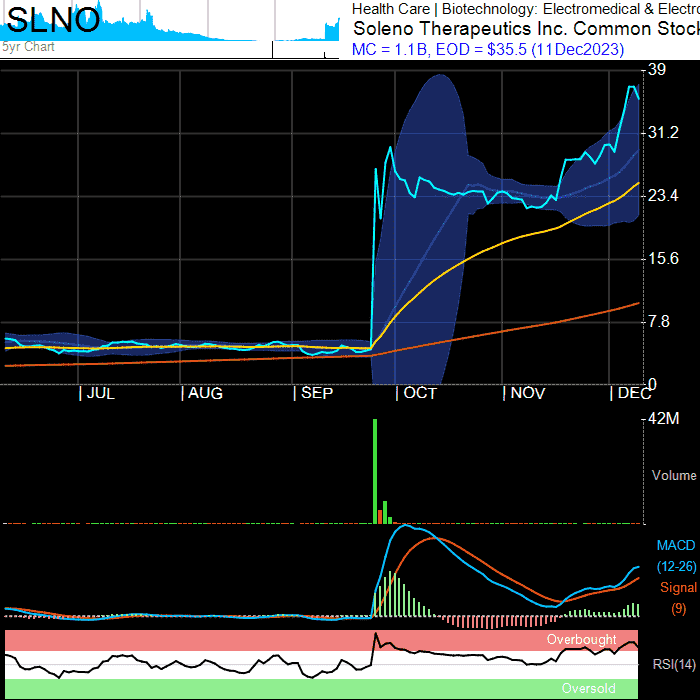 SLNO
5yr Chart
Health Care | Biotechnology: Electromedical & Electro
Soleno Therapeutics Inc. Common Stock
MC = 1.1B, EOD = $35.5 (11Dec2023)
39
31.2
23.4
15.6
7.8
0
| JUL | AUG | SEP | OCT | NOV | DEC
42M
Volume
MACD
(12-26)
Signal
(9)
Overbought
RSI(14)
Oversold